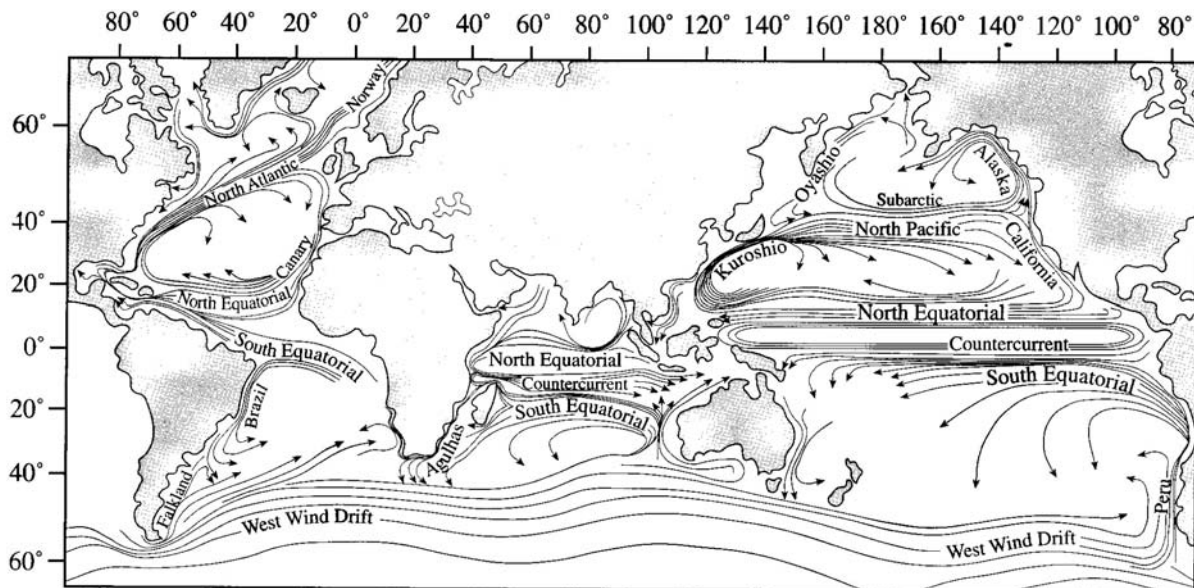 80° 60° 40° 20° 0° 20° 40° 60° 80° 100° 120° 140° 160° 180° 160° 140° 120° 100° 80°
60°
40°
20°
0°
20°
40°
60°
Norway
North Atlantic
Canary
North Equatorial
South Equatorial
Brazil
Falkland
West Wind Drift
Agulhas
North Equatorial
Countercurrent
South Equatorial
Oyashio
Alaska
Subarctic
North Pacific
Kuroshio
California
North Equatorial
Countercurrent
South Equatorial
Peru
West Wind Drift